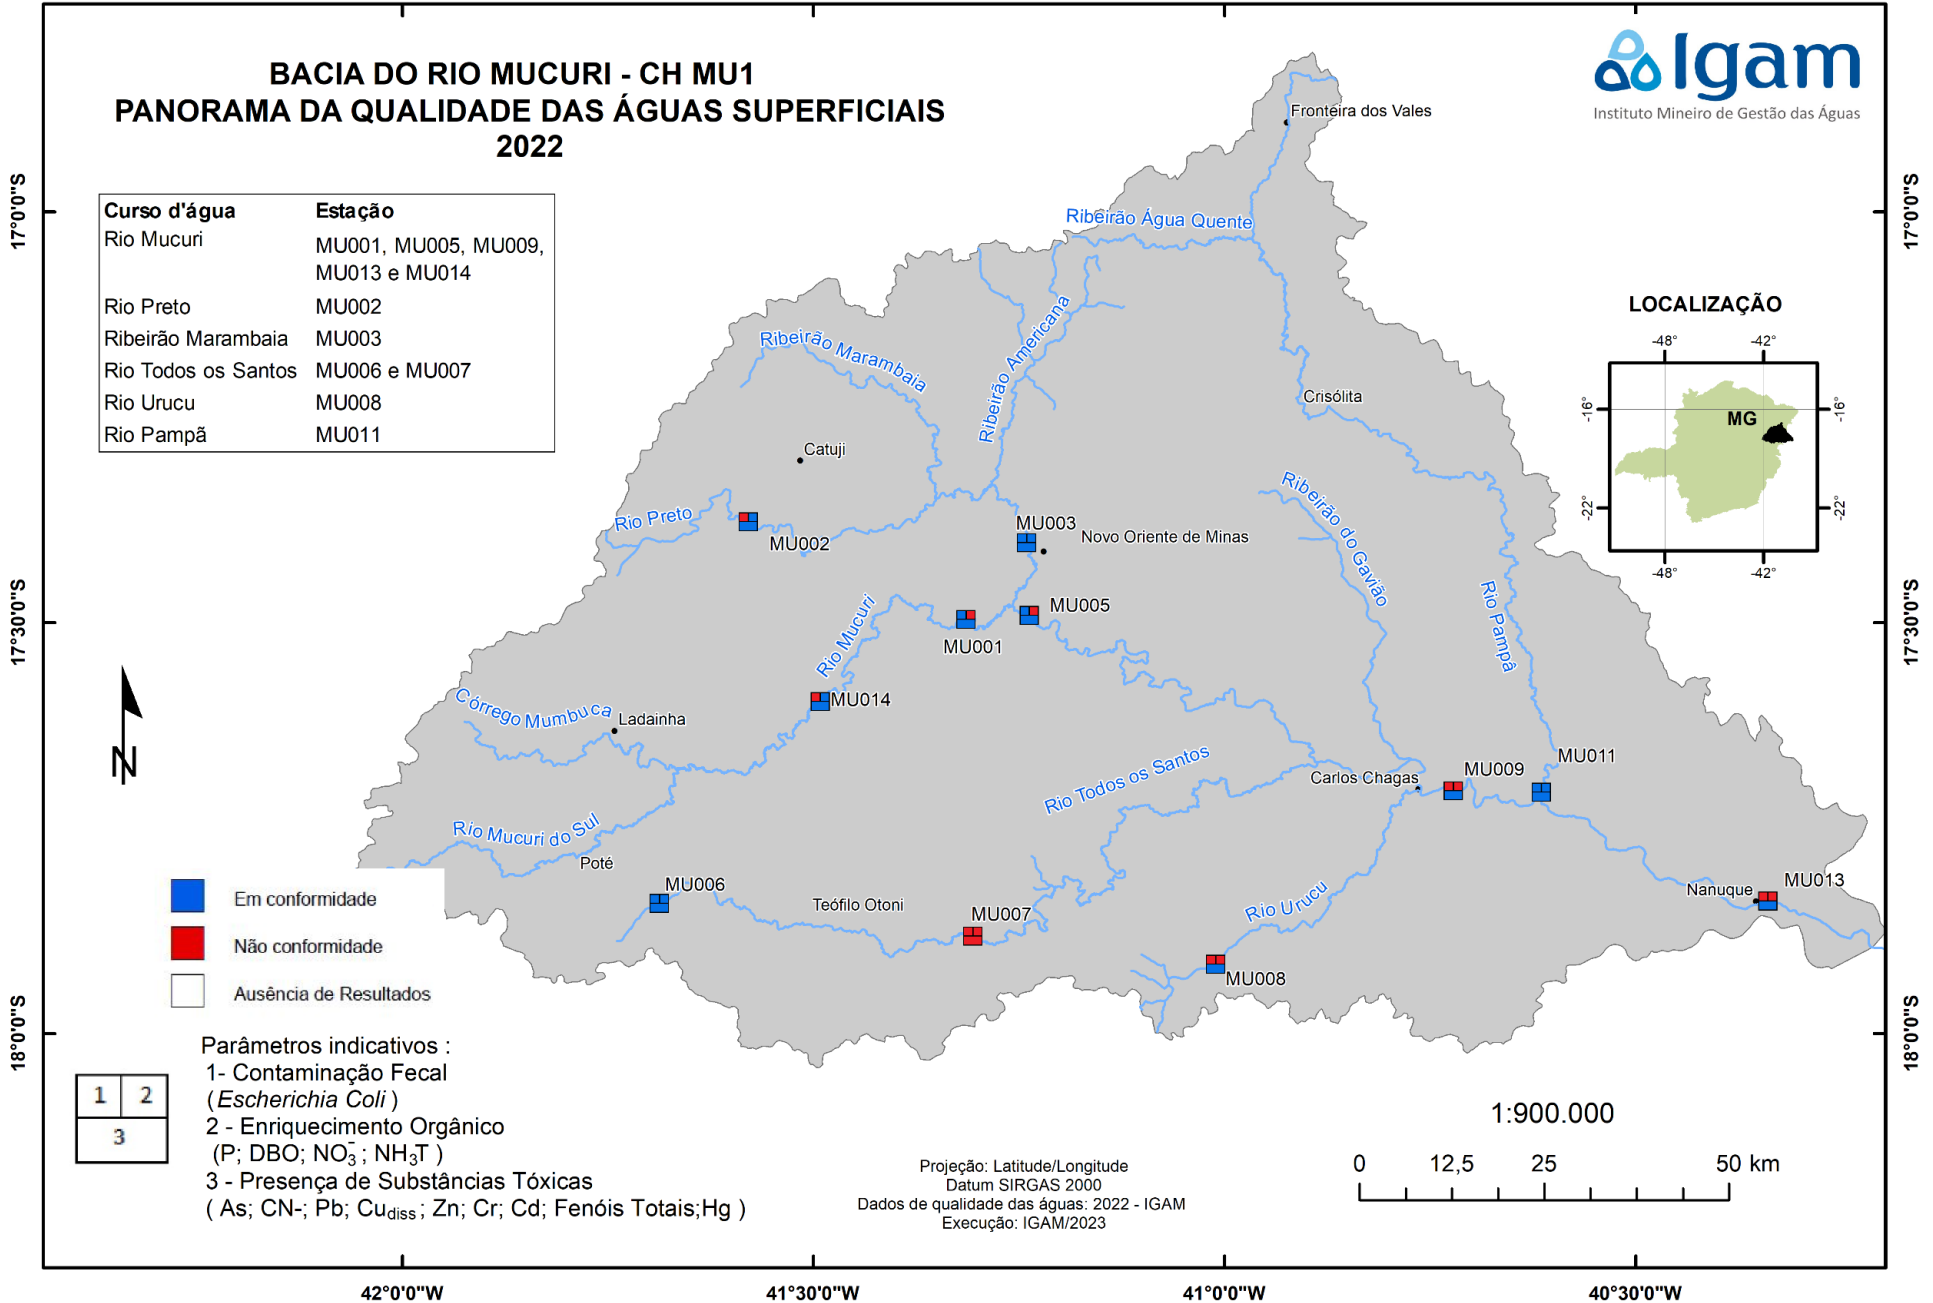 BACIA DO RIO MUCURI - CH MU1
PANORAMA DA QUALIDADE DAS ÁGUAS SUPERFICIAIS
2022
Igam
Instituto Mineiro de Gestão das Águas
Curso d'água Estação
Rio Mucuri MU001, MU005, MU009,
MU013 e MU014
Rio Preto MU002
Ribeirão Marambaia MU003
Rio Todos os Santos MU006 e MU007
Rio Urucu MU008
Rio Pampã MU011
Fronteira dos Vales
Ribeirão Água Quente
Ribeirão Americana
Ribeirão Marambaia
Crisólita
Catuji
Rio Preto
MU002
MU003
Novo Oriente de Minas
Ribeirão do Gavião
Rio Pampã
MU005
MU001
Rio Mucuri
MU014
Córrego Mumbuca
Ladainha
Rio Todos os Santos
Carlos Chagas
MU009
MU011
Rio Mucuri do Sul
Poté
MU006
Teófilo Otoni
MU007
Rio Urucu
MU008
Nanuque
MU013
LOCALIZAÇÃO
-48° -42°
-16° -16°
MG
-22° -22°
-48° -42°
N
Em conformidade
Não conformidade
Ausência de Resultados
Parâmetros indicativos :
1- Contaminação Fecal
( Escherichia Coli )
2 - Enriquecimento Orgânico
(P; DBO; NO₃⁻; NH₃T )
3 - Presença de Substâncias Tóxicas
( As; CN-; Pb; Cudiss ; Zn; Cr; Cd; Fenóis Totais;Hg )
1 2
3
Projeção: Latitude/Longitude
Datum SIRGAS 2000
Dados de qualidade das águas: 2022 - IGAM
Execução: IGAM/2023
1:900.000
0 12,5 25 50 km
17°0'0"S 17°0'0"S
17°30'0"S 17°30'0"S
18°0'0"S 18°0'0"S
42°0'0"W 41°30'0"W 41°0'0"W 40°30'0"W